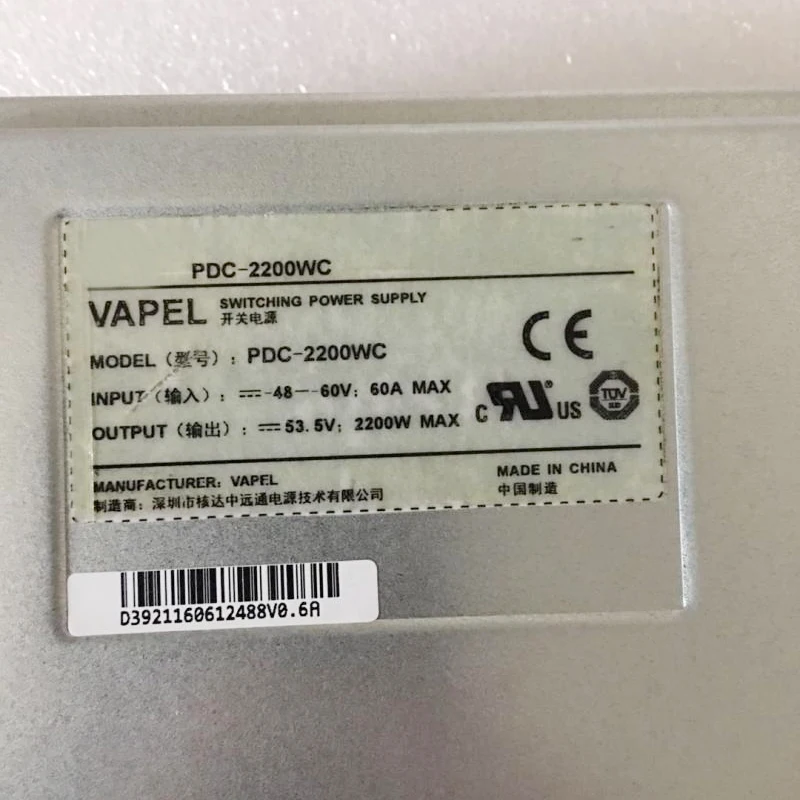 PDC-2200WC
VAPEL SWITCHING POWER SUPPLY
开关电源
MODEL（型号）：PDC-2200WC
INPUT（输入）：⎓-48--60V；60A MAX
OUTPUT（输出）：⎓53.5V；2200W MAX
CE
C RU US
TÜV
MANUFACTURER：VAPEL
制造商：深圳市核达中远通电源技术有限公司
MADE IN CHINA
中国制造
D3921160612488V0.6A